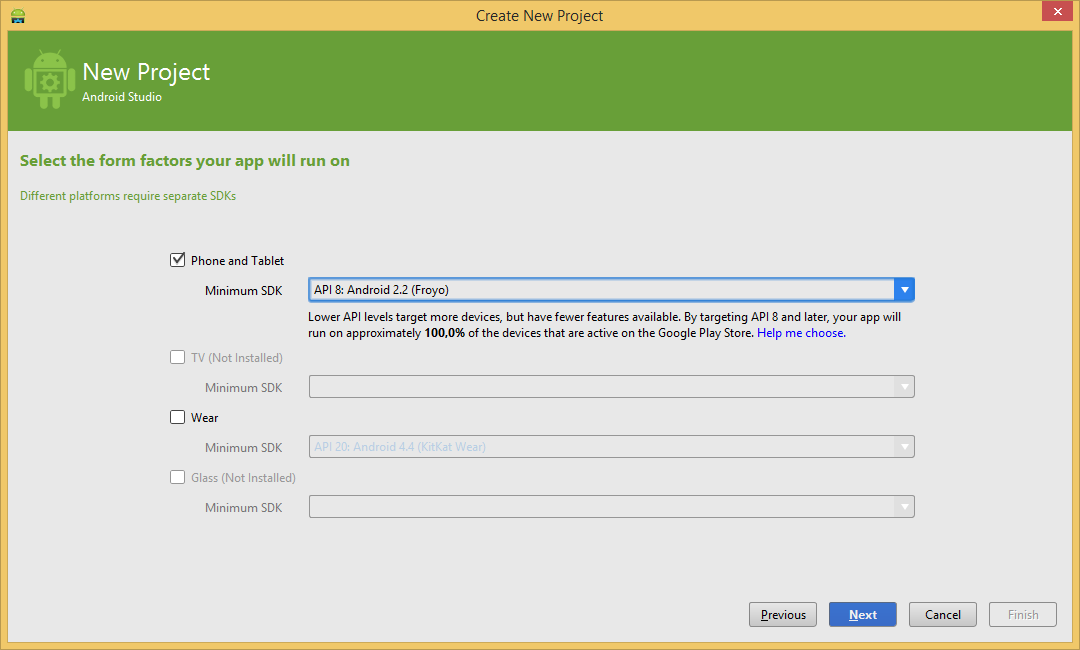 Create New Project
New Project
Android Studio
Select the form factors your app will run on
Different platforms require separate SDKs
Phone and Tablet
Minimum SDK API 8: Android 2.2 (Froyo)
Lower API levels target more devices, but have fewer features available. By targeting API 8 and later, your app will
run on approximately 100,0% of the devices that are active on the Google Play Store. Help me choose.
TV (Not Installed)
Minimum SDK
Wear
Minimum SDK API 20: Android 4.4 (KitKat Wear)
Glass (Not Installed)
Minimum SDK
Previous Next Cancel Finish